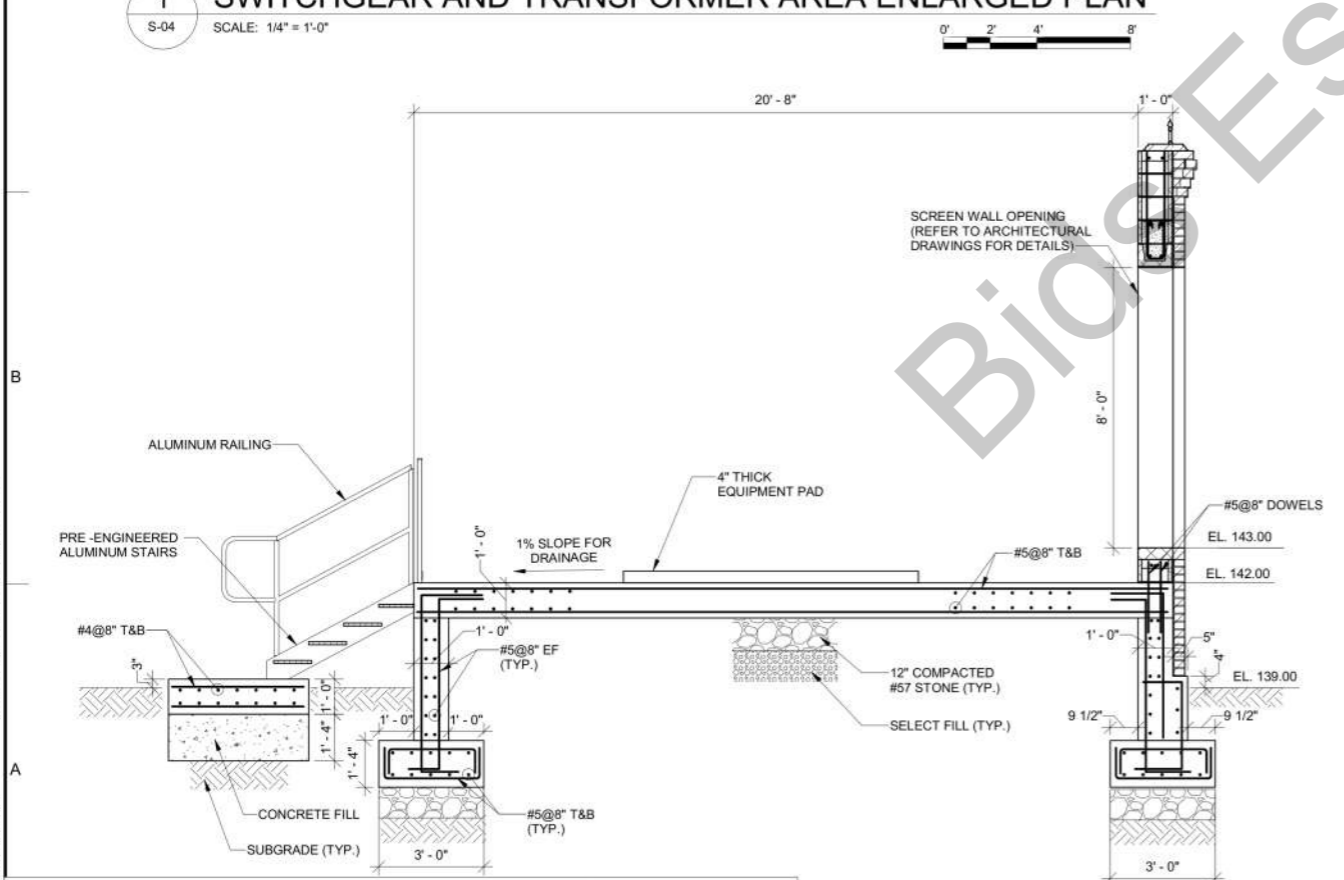 1
S-04
SWITCHGEAR AND TRANSFORMER AREA ENLARGED PLAN
SCALE: 1/4" = 1'-0"
0' 2' 4' 8'
20' - 8"
1' - 0"
SCREEN WALL OPENING
(REFER TO ARCHITECTURAL
DRAWINGS FOR DETAILS)
Bids Es
B
8' - 0"
ALUMINUM RAILING
4" THICK
EQUIPMENT PAD
#5@8" DOWELS
PRE -ENGINEERED
ALUMINUM STAIRS
1' - 0"
1% SLOPE FOR
DRAINAGE
#5@8" T&B
EL. 143.00
EL. 142.00
#4@8" T&B
1' - 0"
#5@8" EF
(TYP.)
1' - 0"
5"
4"
3"
1' - 0"
12" COMPACTED
#57 STONE (TYP.)
EL. 139.00
SELECT FILL (TYP.)
1' - 0"
1' - 0"
9 1/2"
9 1/2"
1' - 4"
1' - 4"
A
CONCRETE FILL
#5@8" T&B
(TYP.)
SUBGRADE (TYP.)
3' - 0"
3' - 0"